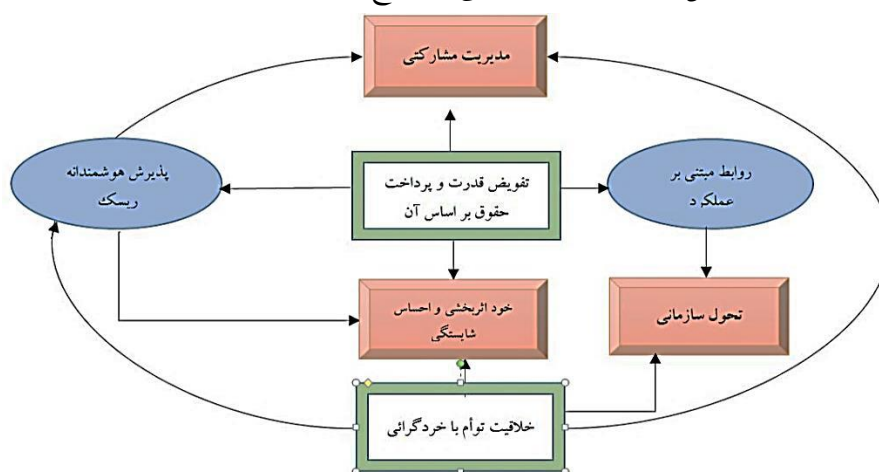 مدیریت مشارکتی
پذیرش هوشمندانه
ریسک
تفویض قدرت و پرداخت
حقوق بر اساس آن
روابط مبتنی بر
عملکرد
خود اثربخشی و احساس
شایستگی
تحول سازمانی
خلاقیت توأم با خردگرائی